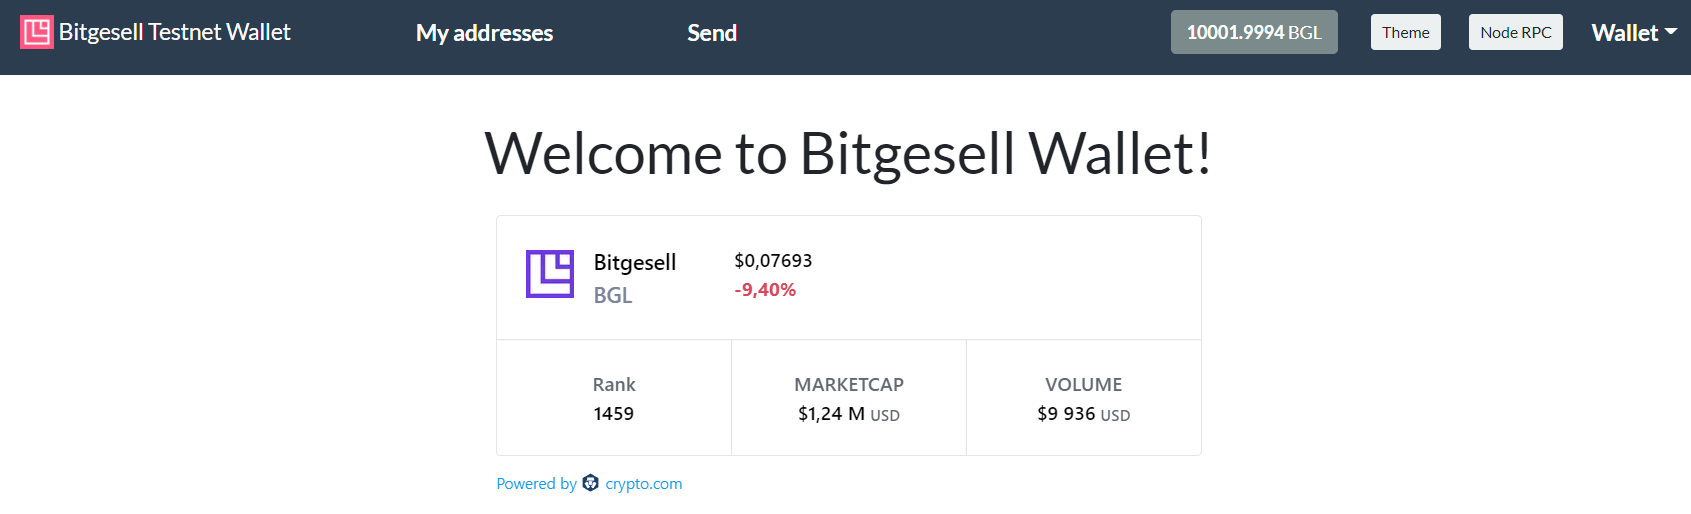 Bitgesell Testnet Wallet My addresses Send 10001.9994 BGL Theme Node RPC Wallet
Welcome to Bitgesell Wallet!
Bitgesell $0,07693
BGL -9,40%
Rank MARKETCAP VOLUME
1459 $1,24 M USD $9 936 USD
Powered by crypto.com